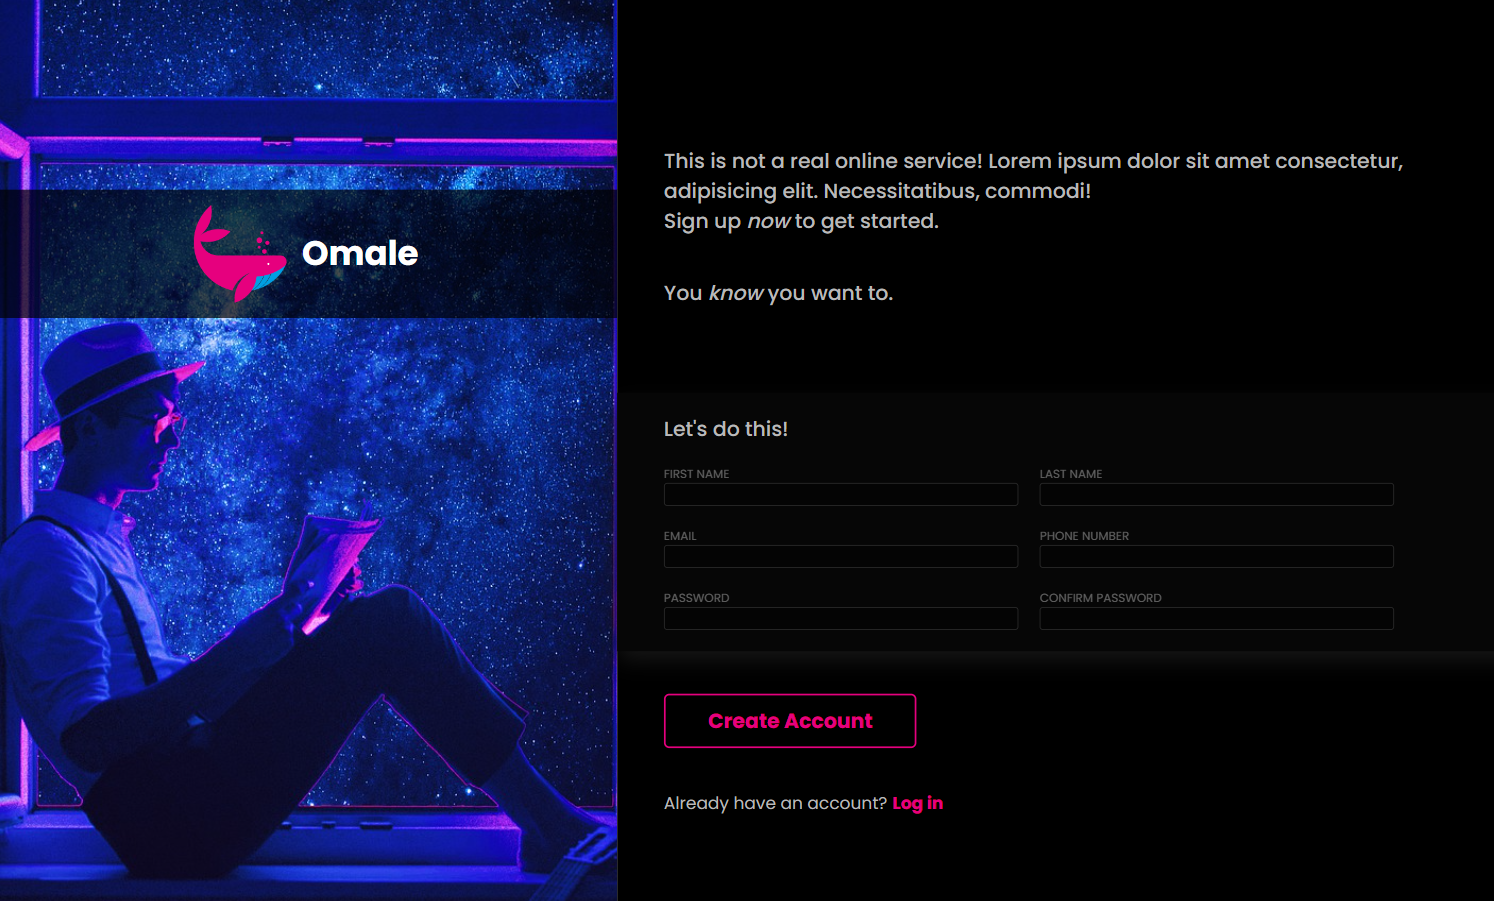 Omale
This is not a real online service! Lorem ipsum dolor sit amet consectetur,
adipisicing elit. Necessitatibus, commodi!
Sign up now to get started.
You know you want to.
Let's do this!
FIRST NAME
LAST NAME
EMAIL
PHONE NUMBER
PASSWORD
CONFIRM PASSWORD
Create Account
Already have an account? Log in